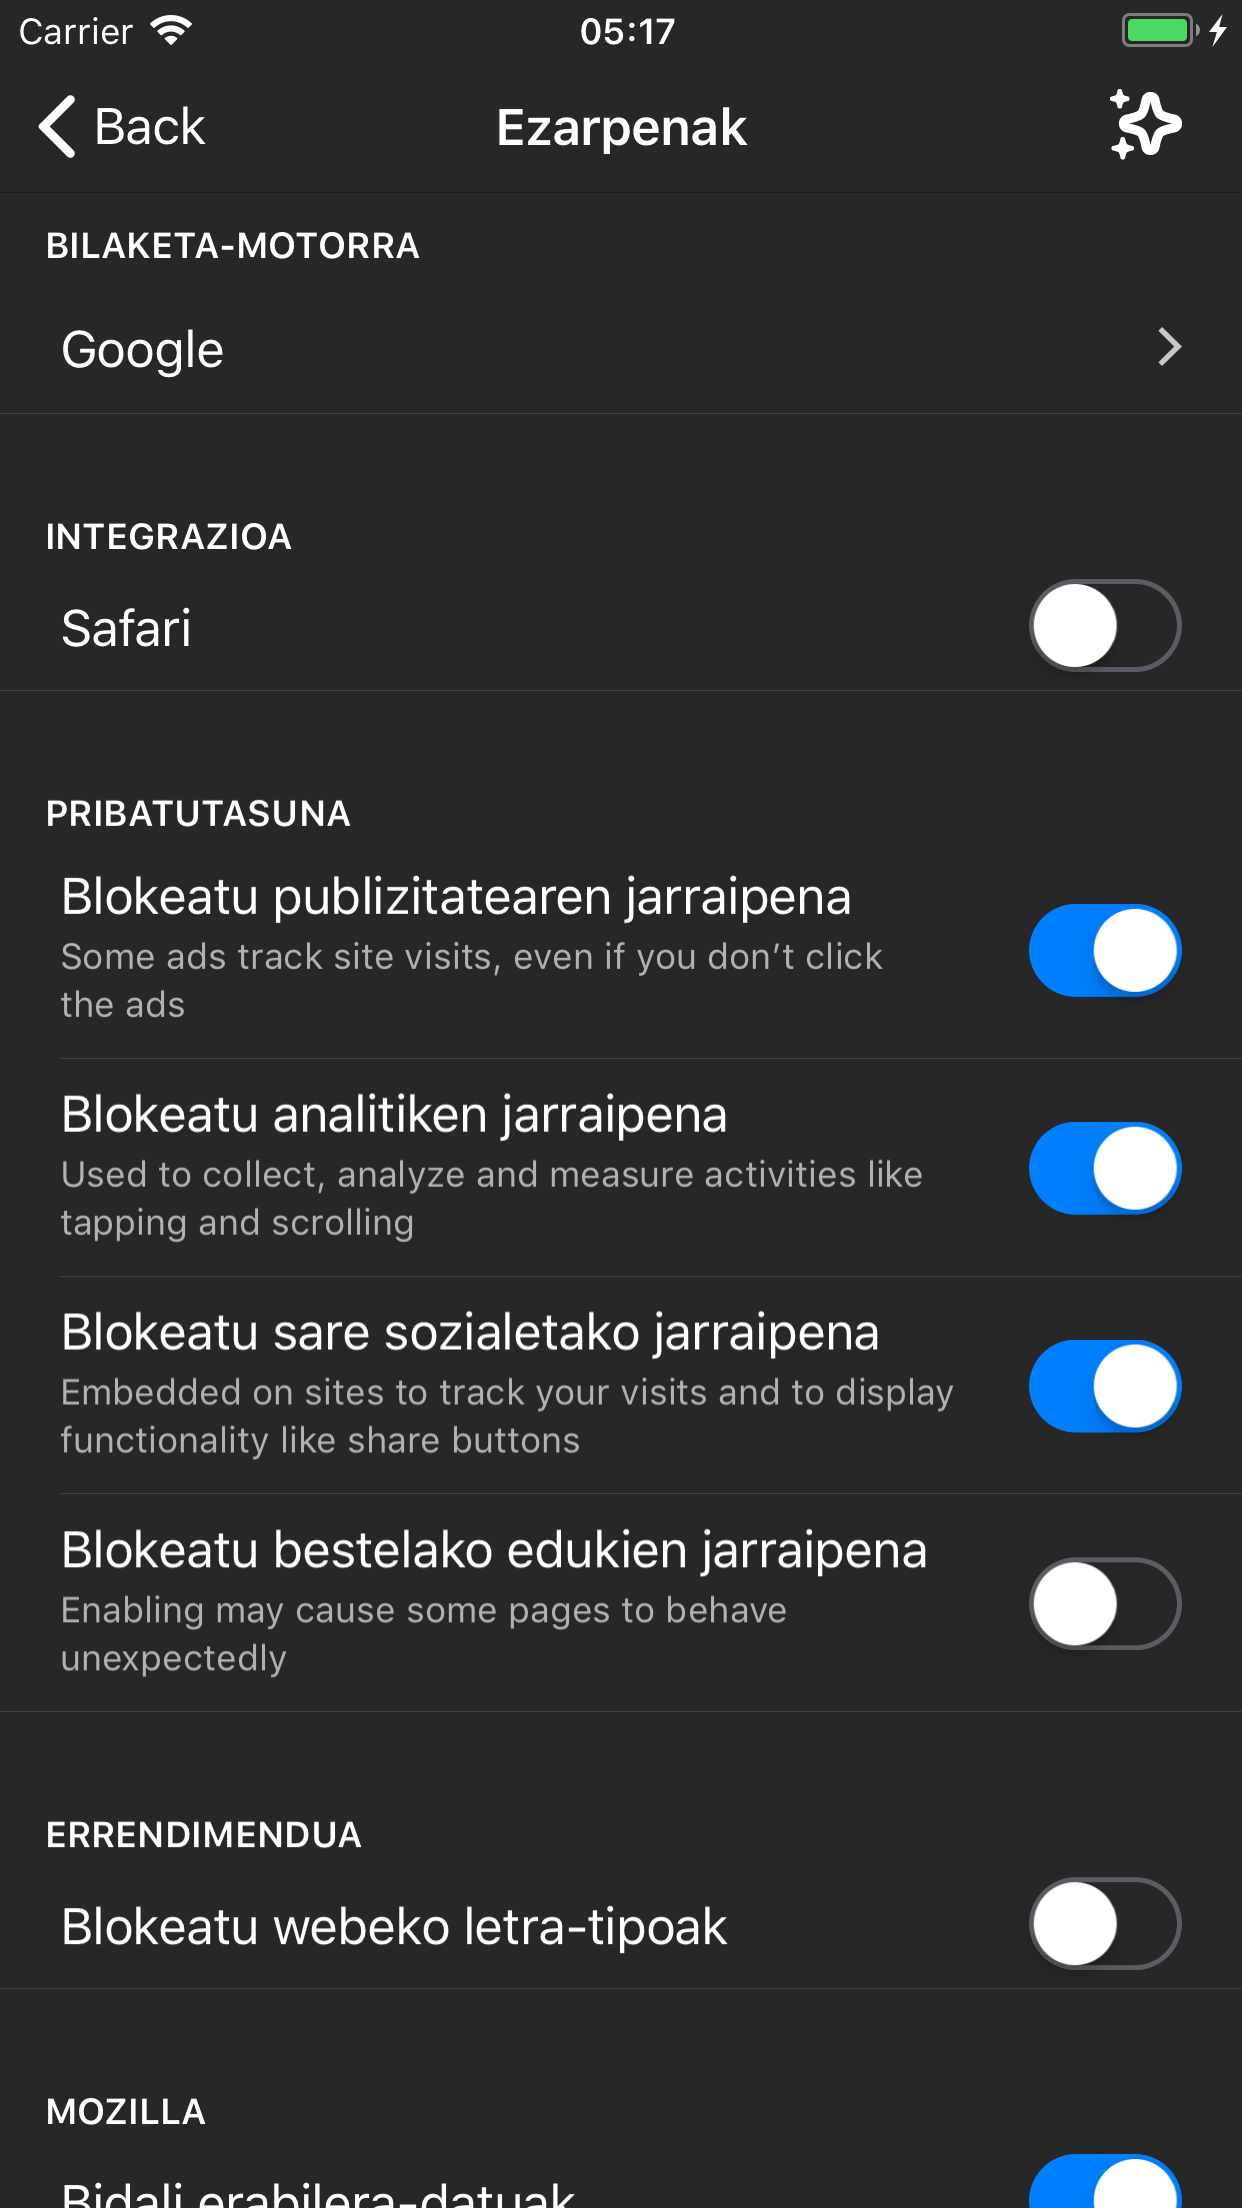 Carrier 05:17
Back Ezarpenak
BILAKETA-MOTORRA
Google
INTEGRAZIOA
Safari
PRIBATUTASUNA
Blokeatu publizitatearen jarraipena
Some ads track site visits, even if you don’t click
the ads
Blokeatu analitiken jarraipena
Used to collect, analyze and measure activities like
tapping and scrolling
Blokeatu sare sozialetako jarraipena
Embedded on sites to track your visits and to display
functionality like share buttons
Blokeatu bestelako edukien jarraipena
Enabling may cause some pages to behave
unexpectedly
ERRENDIMENDUA
Blokeatu webeko letra-tipoak
MOZILLA
Bidali erabilera-datuak